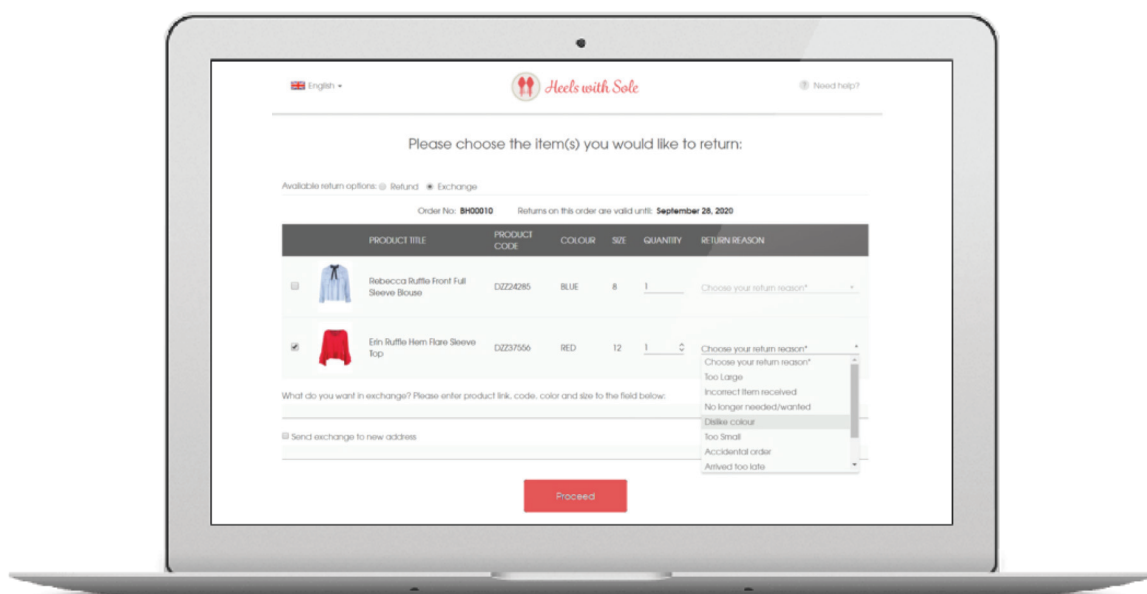 English
Heels with Sole
Need help?
Please choose the item(s) you would like to return:
Available return options: Refund Exchange
Order No: BH00010 Returns on this order are valid until: September 28, 2020
PRODUCT TITLE PRODUCT CODE COLOUR SIZE QUANTITY RETURN REASON
Rebecca Ruffle Front Full
Sleeve Blouse
DZZ24285 BLUE 8 1 Choose your return reason*
Erin Ruffle Hem Flare Sleeve
Top
DZZ37556 RED 12 1 Choose your return reason*
Choose your return reason*
Too Large
Incorrect item received
No longer needed/wanted
Dislike colour
Too Small
Accidental order
Arrived too late
What do you want in exchange? Please enter product link, code, color and size to the field below:
Send exchange to new address
Proceed